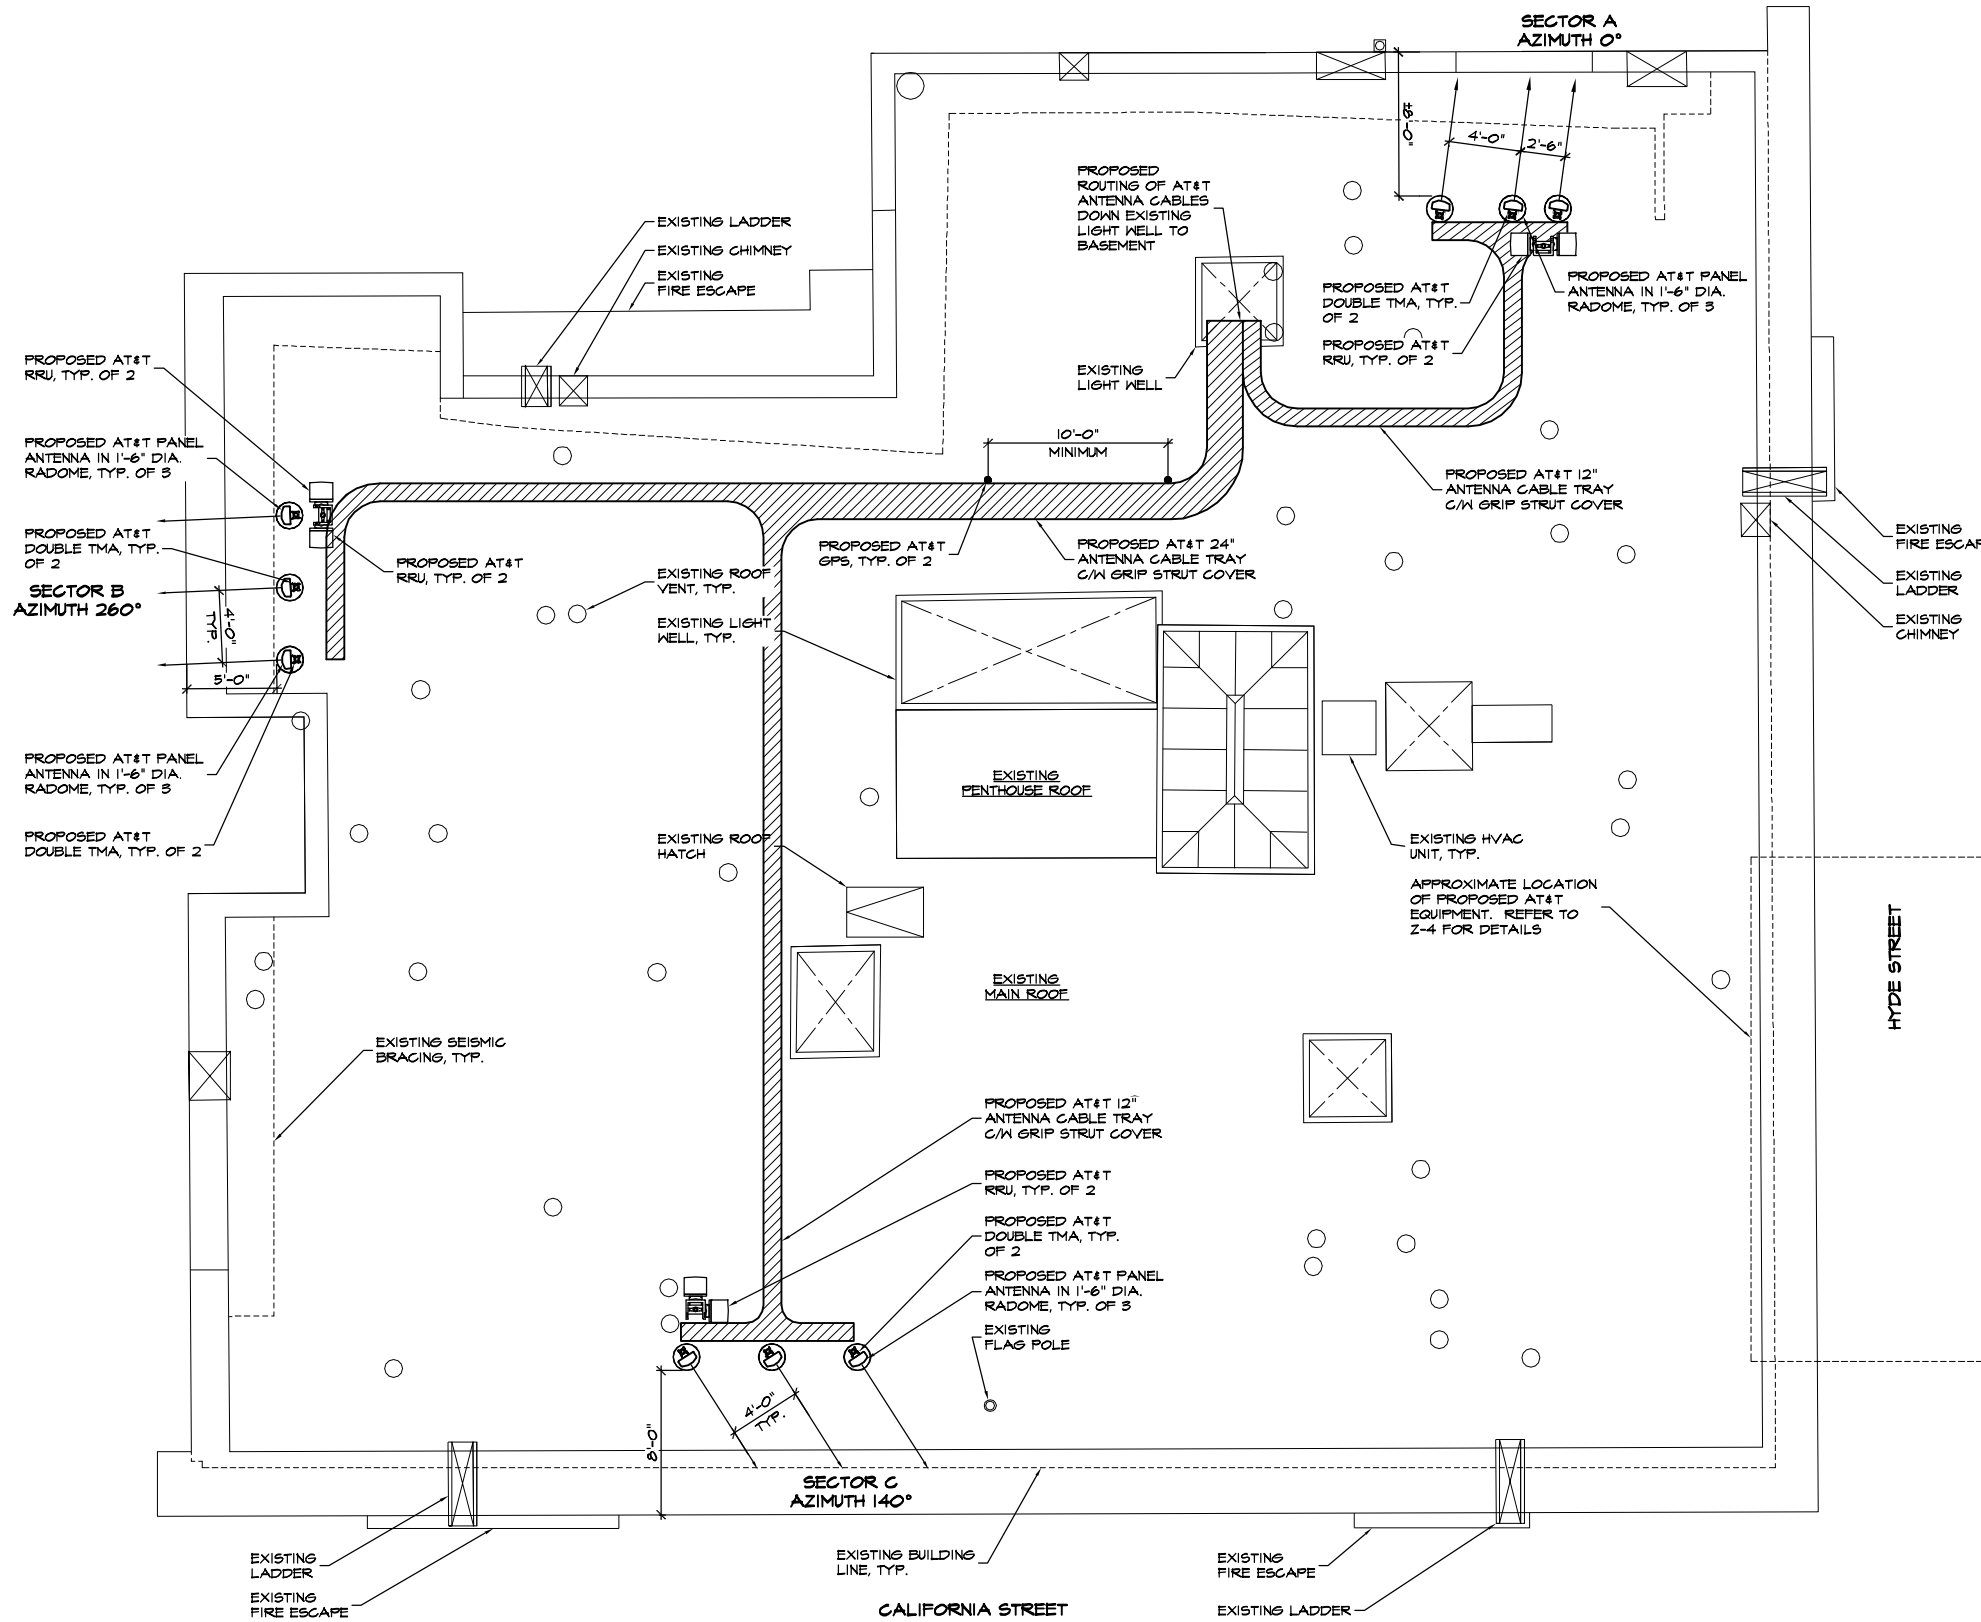 SECTOR A
AZIMUTH 0°
±8'-0"
4'-0"
2'-6"
PROPOSED
ROUTING OF AT&T
ANTENNA CABLES
DOWN EXISTING
LIGHT WELL TO
BASEMENT
EXISTING LADDER
EXISTING CHIMNEY
EXISTING
FIRE ESCAPE
PROPOSED AT&T
DOUBLE TMA, TYP.
OF 2
PROPOSED AT&T PANEL
ANTENNA IN 1'-6" DIA.
RADOME, TYP. OF 3
PROPOSED AT&T
RRU, TYP. OF 2
EXISTING
LIGHT WELL
PROPOSED AT&T
RRU, TYP. OF 2
PROPOSED AT&T PANEL
ANTENNA IN 1'-6" DIA.
RADOME, TYP. OF 3
10'-0"
MINIMUM
PROPOSED AT&T 12"
ANTENNA CABLE TRAY
C/W GRIP STRUT COVER
PROPOSED AT&T
DOUBLE TMA, TYP.
OF 2
SECTOR B
AZIMUTH 260°
4'-0"
TYP.
5'-0"
PROPOSED AT&T
RRU, TYP. OF 2
EXISTING ROOF
VENT, TYP.
PROPOSED AT&T
GPS, TYP. OF 2
PROPOSED AT&T 24"
ANTENNA CABLE TRAY
C/W GRIP STRUT COVER
EXISTING
FIRE ESCAP
EXISTING
LADDER
EXISTING
CHIMNEY
EXISTING LIGHT
WELL, TYP.
PROPOSED AT&T PANEL
ANTENNA IN 1'-6" DIA.
RADOME, TYP. OF 3
PROPOSED AT&T
DOUBLE TMA, TYP. OF 2
EXISTING
PENTHOUSE ROOF
EXISTING ROOF
HATCH
EXISTING HVAC
UNIT, TYP.
APPROXIMATE LOCATION
OF PROPOSED AT&T
EQUIPMENT. REFER TO
Z-4 FOR DETAILS
HYDE STREET
EXISTING
MAIN ROOF
EXISTING SEISMIC
BRACING, TYP.
PROPOSED AT&T 12"
ANTENNA CABLE TRAY
C/W GRIP STRUT COVER
PROPOSED AT&T
RRU, TYP. OF 2
PROPOSED AT&T
DOUBLE TMA, TYP.
OF 2
PROPOSED AT&T PANEL
ANTENNA IN 1'-6" DIA.
RADOME, TYP. OF 3
EXISTING
FLAG POLE
4'-0"
TYP.
8'-0"
SECTOR C
AZIMUTH 140°
EXISTING
LADDER
EXISTING
FIRE ESCAPE
EXISTING BUILDING
LINE, TYP.
EXISTING
FIRE ESCAPE
EXISTING LADDER
CALIFORNIA STREET